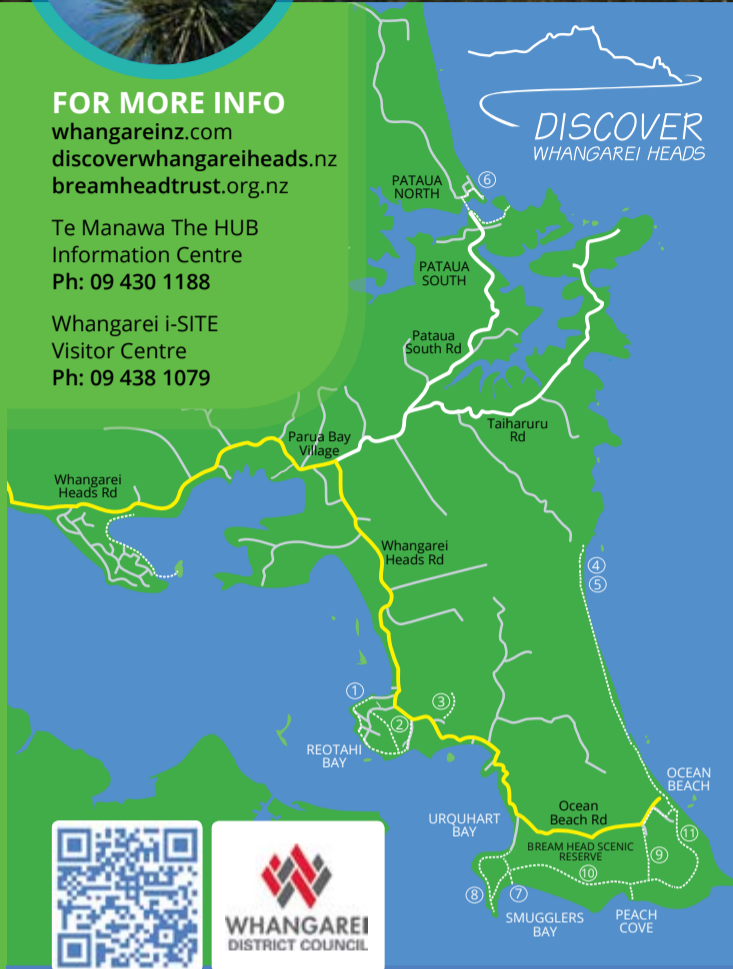 FOR MORE INFO
whangareinz.com
discoverwhangareiheads.nz
breamheadtrust.org.nz
Te Manawa The HUB
Information Centre
Ph: 09 430 1188
Whangarei i-SITE
Visitor Centre
Ph: 09 438 1079
DISCOVER
WHANGAREI HEADS
PATAUA
NORTH
6
PATAUA
SOUTH
Pataua
South Rd
Taiharuru
Rd
Parua Bay
Village
Whangarei
Heads Rd
Whangarei
Heads Rd
4
5
1
2
3
REOTAHI
BAY
OCEAN
BEACH
Ocean
Beach Rd
URQUHART
BAY
BREAM HEAD SCENIC
RESERVE
11
9
10
8
7
SMUGGLERS
BAY
PEACH
COVE
WHANGAREI
DISTRICT COUNCIL